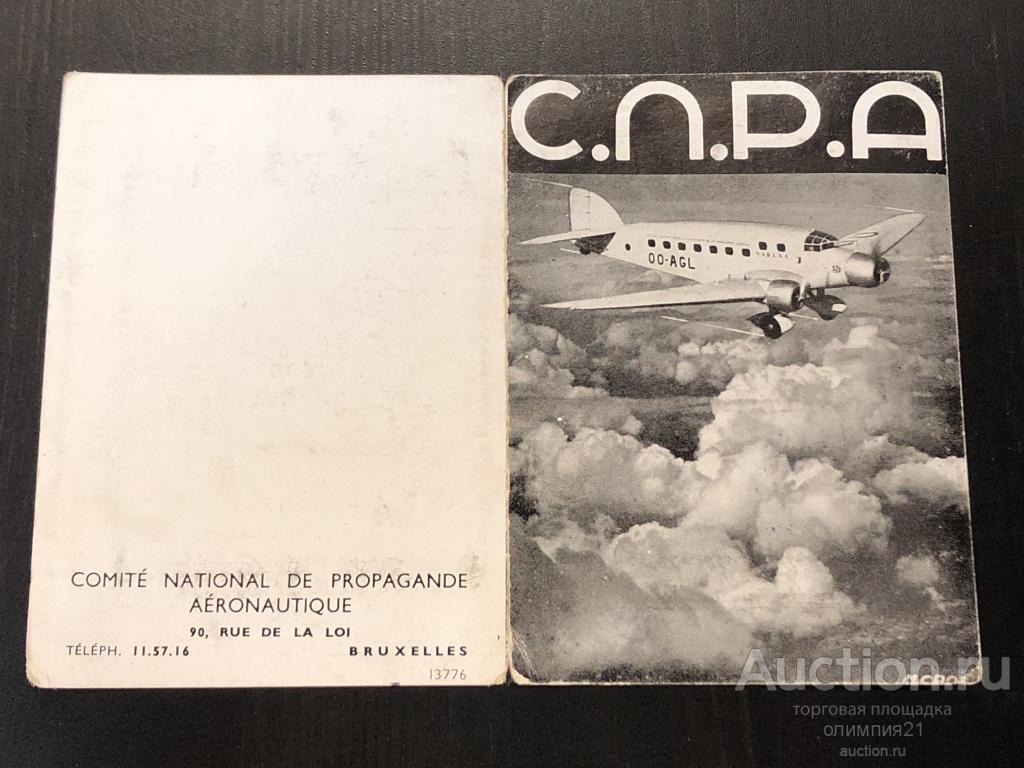 C.N.P.A
OO-AGL
SABENA
COMITÉ NATIONAL DE PROPAGANDE
AÉRONAUTIQUE
90, RUE DE LA LOI
TÉLÉPH. 11.57.16 BRUXELLES
13776
Auction.ru
торговая площадка
олимпия21
auction.ru